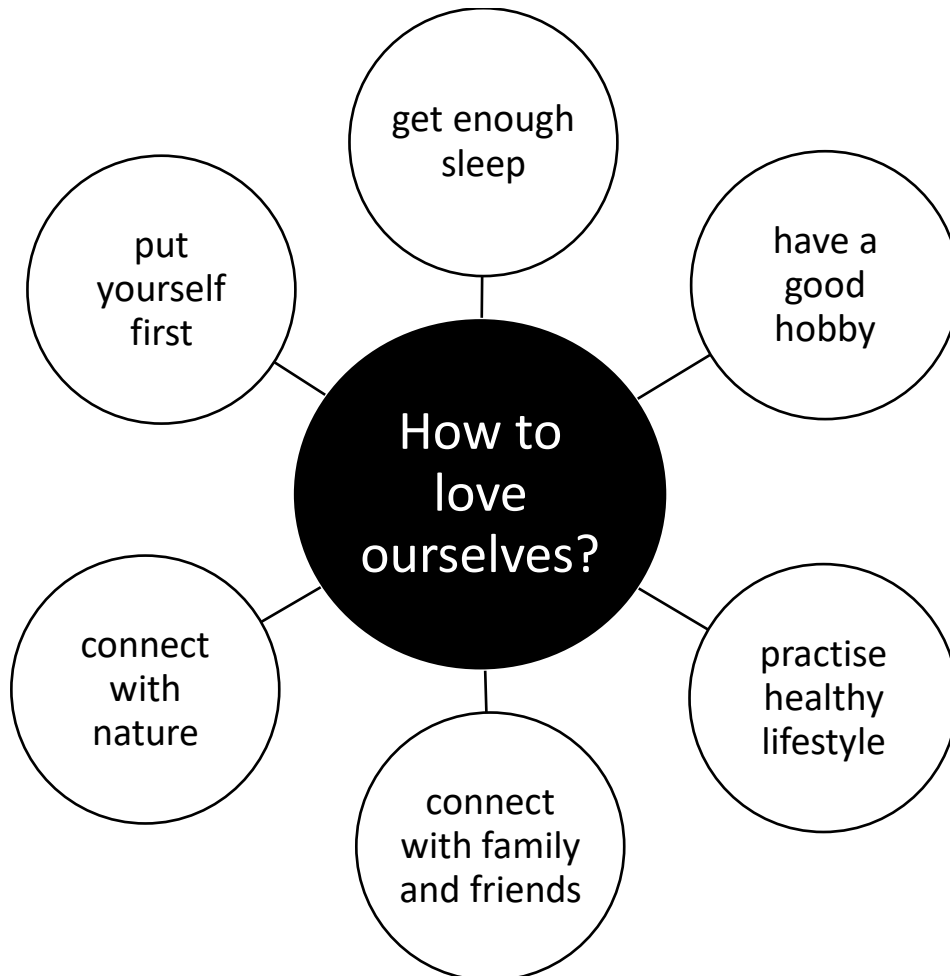 get enough
sleep
put
yourself
first
have a
good
hobby
How to
love
ourselves?
connect
with
nature
practise
healthy
lifestyle
connect
with family
and friends